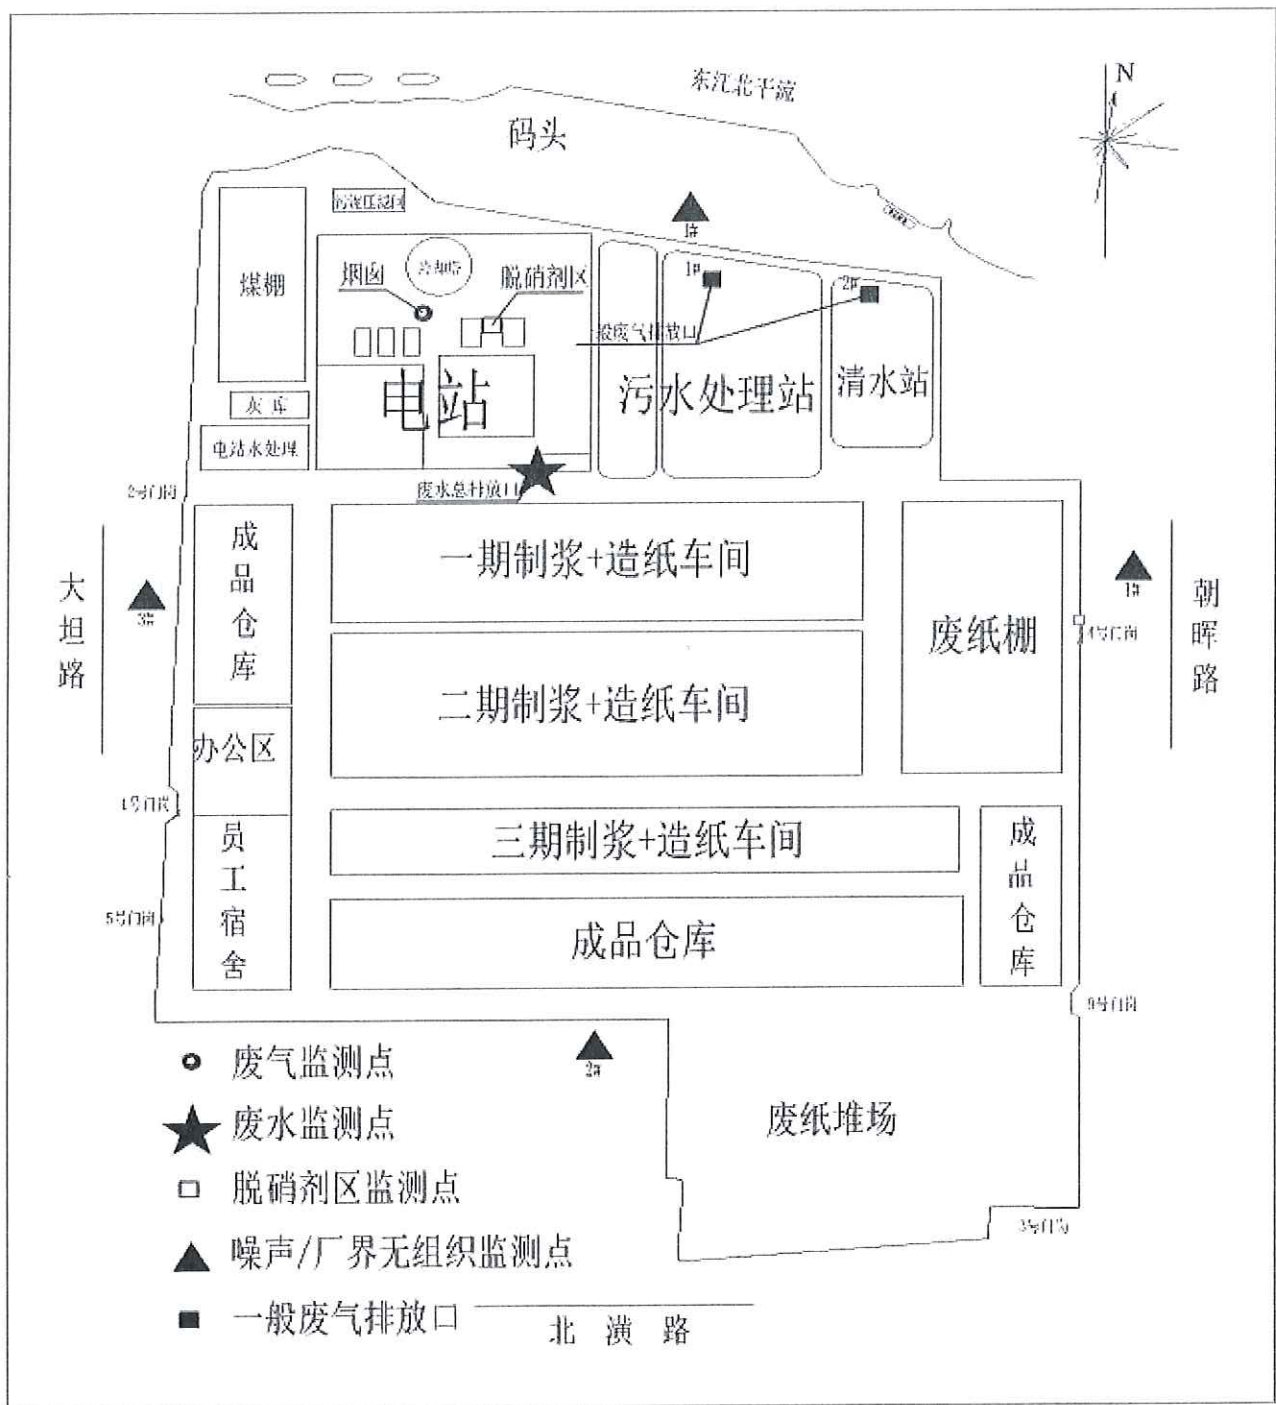 东江北干流
N
码头
1#
污泥压滤间
煤棚
烟囱
冷却塔
脱硝剂区
1#
2#
一般废气排放口
电站
污水处理站
清水站
灰库
电站水处理
2号门岗
废水总排放口
成品仓库
一期制浆+造纸车间
大坦路
3#
1#
朝晖路
4号门岗
废纸棚
二期制浆+造纸车间
办公区
1号门岗
员工宿舍
三期制浆+造纸车间
成品仓库
5号门岗
成品仓库
9号门岗
2#
废气监测点
废水监测点
废纸堆场
脱硝剂区监测点
3号门岗
噪声/厂界无组织监测点
一般废气排放口
北潢路